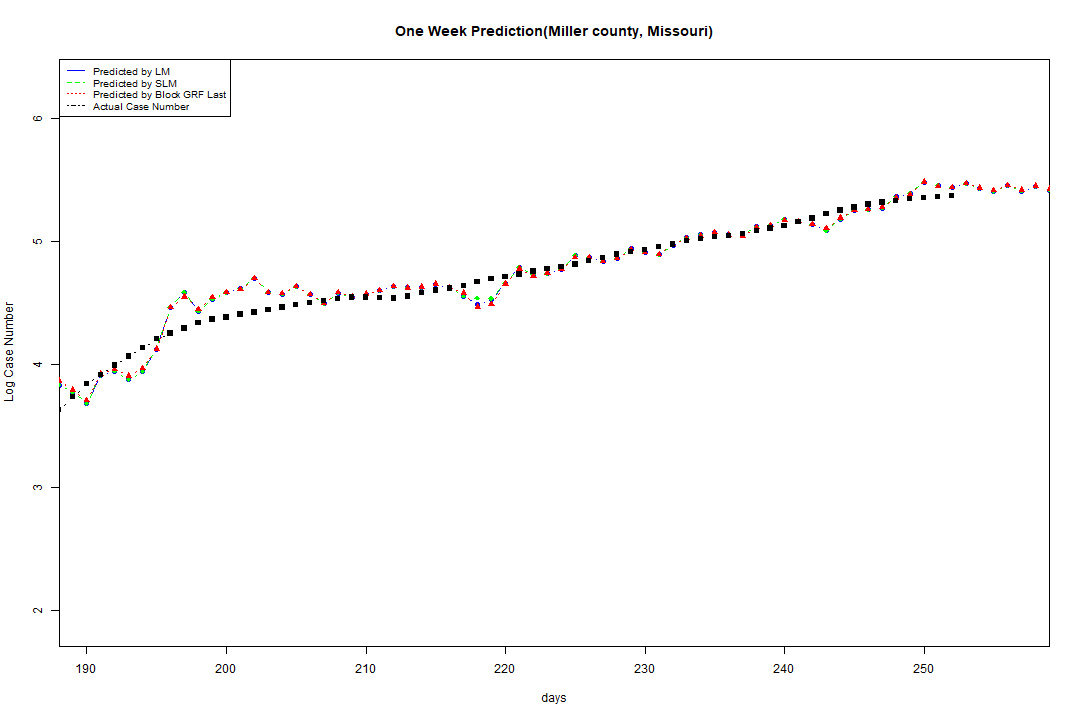 One Week Prediction(Miller county, Missouri)
Predicted by LM
Predicted by SLM
Predicted by Block GRF Last
Actual Case Number
6
5
4
3
2
Log Case Number
190 200 210 220 230 240 250
days